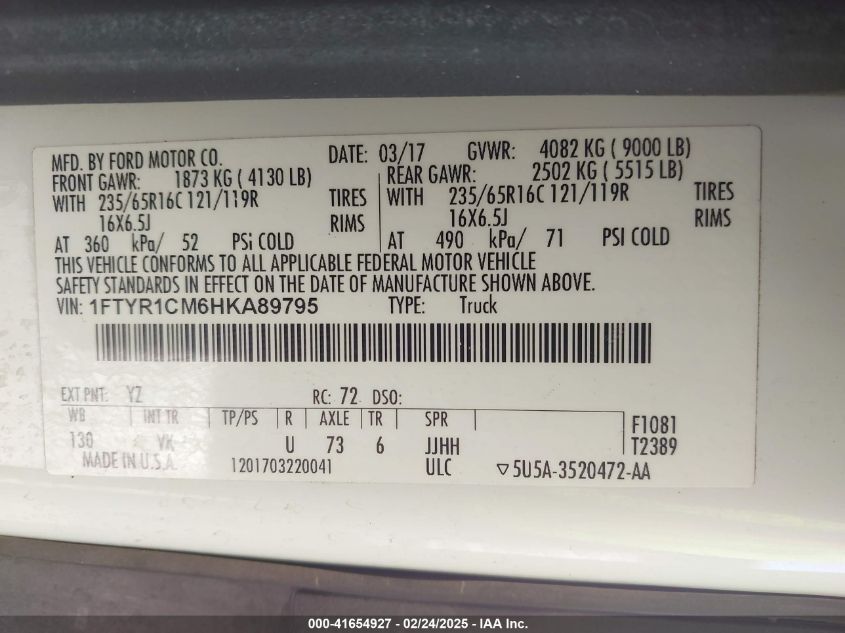 MFD. BY FORD MOTOR CO. DATE: 03/17 GVWR: 4082 KG ( 9000 LB)
FRONT GAWR: 1873 KG ( 4130 LB) REAR GAWR: 2502 KG ( 5515 LB)
WITH 235/65R16C 121/119R TIRES WITH 235/65R16C 121/119R TIRES
16X6.5J RIMS 16X6.5J RIMS
AT 360 kPa/ 52 PSi COLD AT 490 kPa/ 71 PSI COLD
THIS VEHICLE CONFORMS TO ALL APPLICABLE FEDERAL MOTOR VEHICLE
SAFETY STANDARDS IN EFFECT ON THE DATE OF MANUFACTURE SHOWN ABOVE.
VIN: 1FTYR1CM6HKA89795 TYPE: Truck
EXT PNT: YZ RC: 72 DSO:
WB INT TR TP/PS R AXLE TR SPR F1081
130 VK U 73 6 JJHH T2389
MADE IN U.S.A. 1201703220041 ULC ▽5U5A-3520472-AA
000-41654927 - 02/24/2025 - IAA Inc.